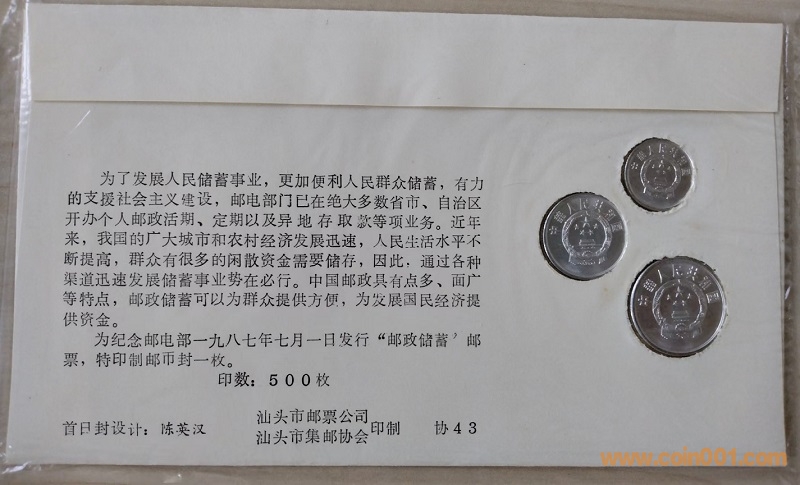 为了发展人民储蓄事业，更加便利人民群众储蓄，有力
的支援社会主义建设，邮电部门已在绝大多数省市、自治区
开办个人邮政活期、定期以及异地存取款等项业务。近年
来，我国的广大城市和农村经济发展迅速，人民生活水平不
断提高，群众有很多的闲散资金需要储存，因此，通过各种
渠道迅速发展储蓄事业势在必行。中国邮政具有点多、面广
等特点，邮政储蓄可以为群众提供方便，为发展国民经济提
供资金。
为纪念邮电部一九八七年七月一日发行“邮政储蓄’邮
票，特印制邮币封一枚。
印数：500枚
首日封设计：陈英汉
汕头市邮票公司
汕头市集邮协会
印制
协43
中华人民共和国
中华人民共和国
中华人民共和国
www.coin001.com